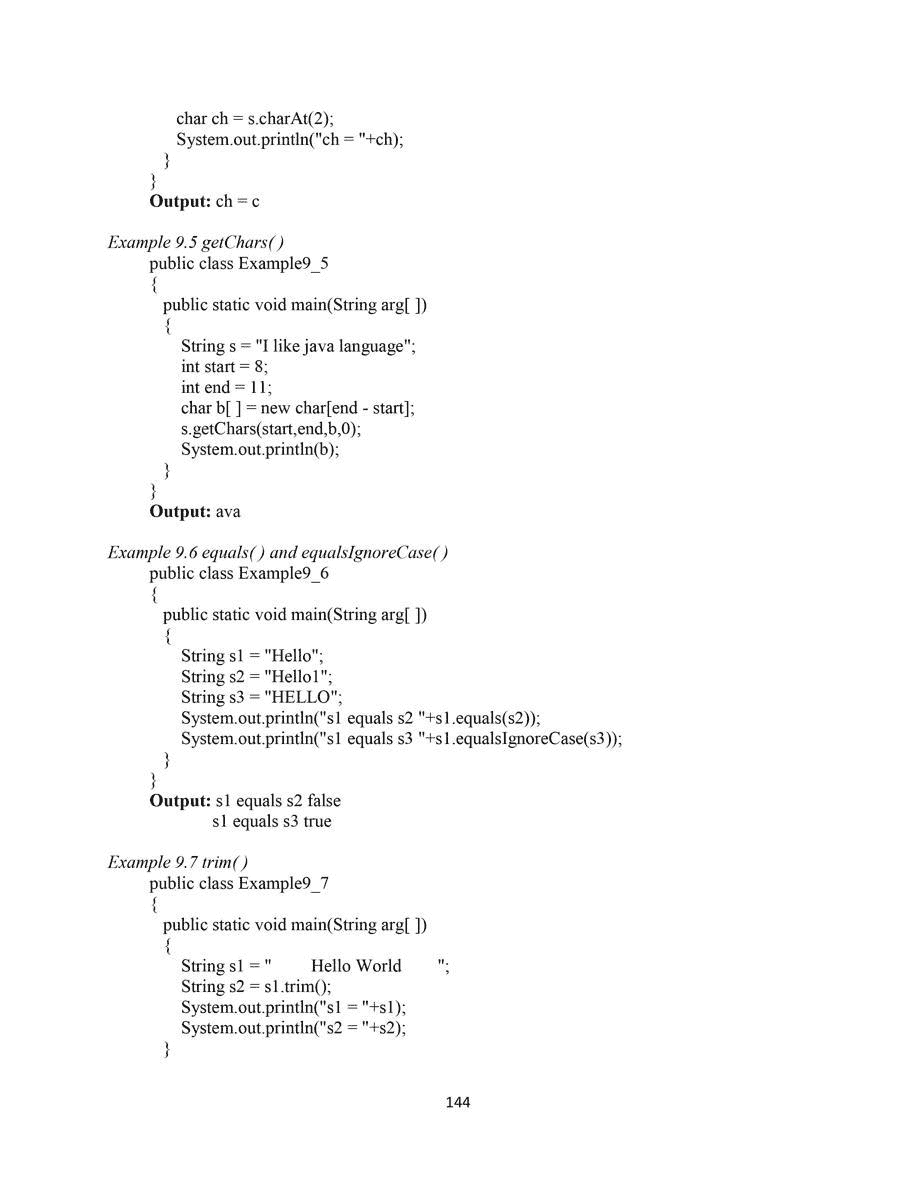 char ch = s.charAt(2);
System.out.println("ch = "+ch);
}
}
Output: ch = c
Example 9.5 getChars( )
public class Example9_5
{
public static void main(String arg[ ])
{
String s = "I like java language";
int start = 8;
int end = 11;
char b[ ] = new char[end - start];
s.getChars(start,end,b,0);
System.out.println(b);
}
}
Output: ava
Example 9.6 equals( ) and equalsIgnoreCase( )
public class Example9_6
{
public static void main(String arg[ ])
{
String s1 = "Hello";
String s2 = "Hello1";
String s3 = "HELLO";
System.out.println("s1 equals s2 "+s1.equals(s2));
System.out.println("s1 equals s3 "+s1.equalsIgnoreCase(s3));
}
}
Output: s1 equals s2 false
s1 equals s3 true
Example 9.7 trim( )
public class Example9_7
{
public static void main(String arg[ ])
{
String s1 = "        Hello World        ";
String s2 = s1.trim();
System.out.println("s1 = "+s1);
System.out.println("s2 = "+s2);
}
144